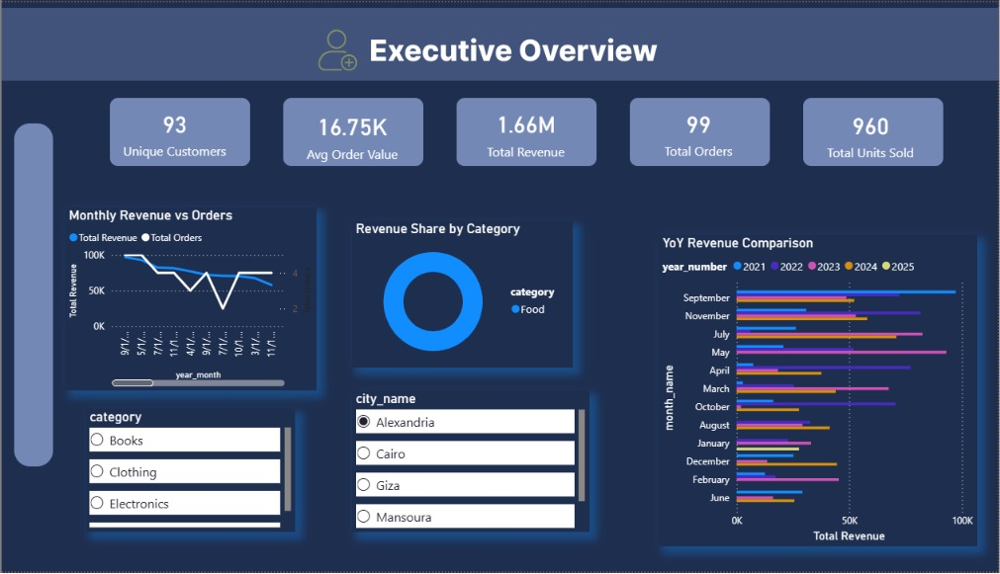 Executive Overview
93
Unique Customers
16.75K
Avg Order Value
1.66M
Total Revenue
99
Total Orders
960
Total Units Sold
Monthly Revenue vs Orders
Total Revenue Total Orders
100K
50K
0K
Total Revenue
4
2
9/1/...
5/1/...
7/1/...
11/1...
4/1/...
9/1/...
7/1/...
10/1...
3/1/...
11/1...
year_month
Revenue Share by Category
category
Food
YoY Revenue Comparison
year_number 2021 2022 2023 2024 2025
month_name
September
November
July
May
April
March
October
August
January
December
February
June
0K 50K 100K
Total Revenue
category
Books
Clothing
Electronics
city_name
Alexandria
Cairo
Giza
Mansoura